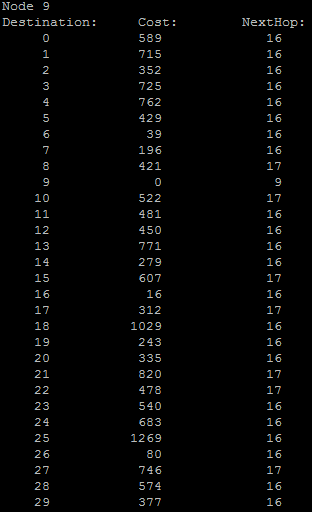 Node 9
Destination: Cost: NextHop:
0 589 16
1 715 16
2 352 16
3 725 16
4 762 16
5 429 16
6 39 16
7 196 16
8 421 17
9 0 9
10 522 17
11 481 16
12 450 16
13 771 16
14 279 16
15 607 17
16 16 16
17 312 17
18 1029 16
19 243 16
20 335 16
21 820 17
22 478 17
23 540 16
24 683 16
25 1269 16
26 80 16
27 746 17
28 574 16
29 377 16